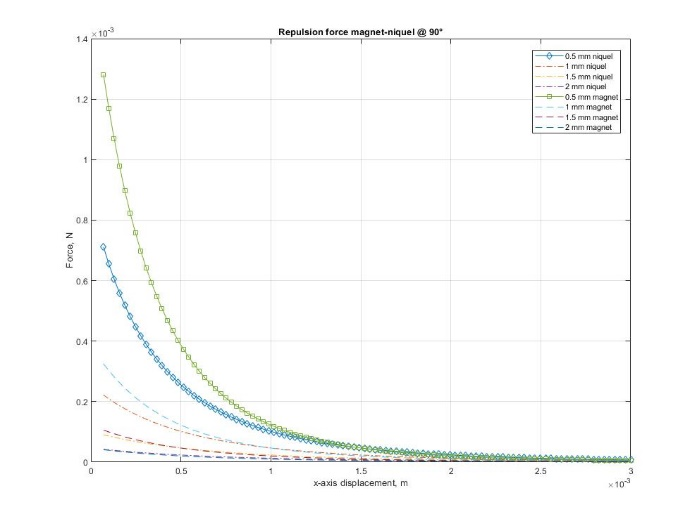 Repulsion force magnet-niquel @ 90°
×10⁻³
1.4
1.2
1
0.8
0.6
0.4
0.2
0
Force, N
0.5 mm niquel
1 mm niquel
1.5 mm niquel
2 mm niquel
0.5 mm magnet
1 mm magnet
1.5 mm magnet
2 mm magnet
0 0.5 1 1.5 2 2.5 3
x-axis displacement, m
×10⁻³